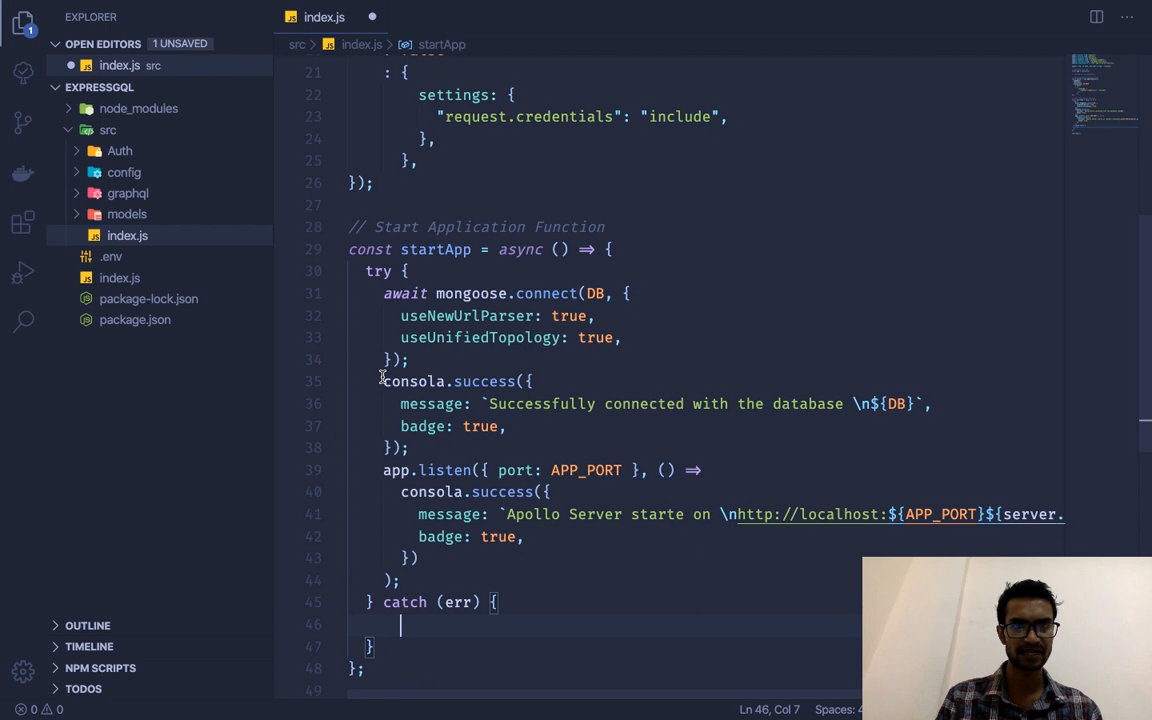 EXPLORER
index.js
OPEN EDITORS 1 UNSAVED
src > index.js > startApp
index.js src
EXPRESSGQL
21 : {
node_modules
22 settings: {
src
23 "request.credentials": "include",
24 },
Auth
25 },
config
26 });
graphql
27
models
28 // Start Application Function
index.js
29 const startApp = async () => {
.env
30 try {
index.js
31 await mongoose.connect(DB, {
package-lock.json
32 useNewUrlParser: true,
package.json
33 useUnifiedTopology: true,
34 });
35 consola.success({
36 message: `Successfully connected with the database \n${DB}`,
37 badge: true,
38 });
39 app.listen({ port: APP_PORT }, () =>
40 consola.success({
41 message: `Apollo Server starte on \nhttp://localhost:${APP_PORT}${server.
42 badge: true,
43 })
44 );
45 } catch (err) {
46
47 }
48 };
49
OUTLINE
TIMELINE
NPM SCRIPTS
TODOS
0 0
Ln 46, Col 7 Spaces:
1